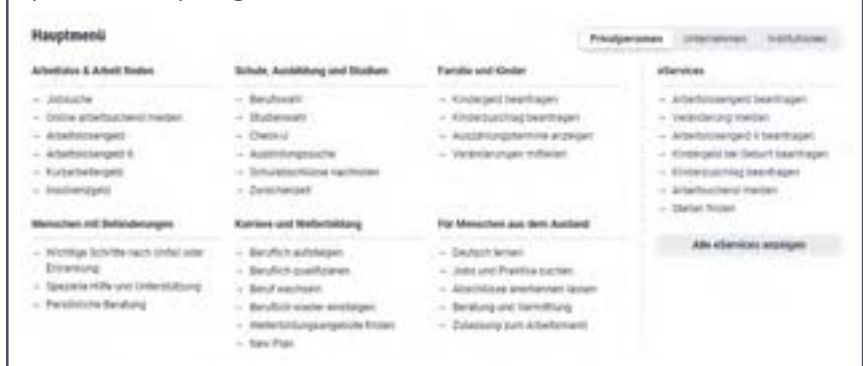 Hauptmenü
Privatpersonen Unternehmen Institutionen
Arbeitslos & Arbeit finden
→ Jobsuche
→ Online arbeitsuchend melden
→ Arbeitslosengeld
→ Arbeitslosengeld II
→ Kurzarbeitergeld
→ Insolvenzgeld
Schule, Ausbildung und Studium
→ Berufswahl
→ Studienwahl
→ Check-U
→ Ausbildungssuche
→ Schulabschlüsse nachholen
→ Zwischenzeit
Familie und Kinder
→ Kindergeld beantragen
→ Kinderzuschlag beantragen
→ Auszahlungstermine anzeigen
→ Veränderungen mitteilen
eServices
→ Arbeitslosengeld beantragen
→ Veränderung melden
→ Arbeitslosengeld II beantragen
→ Kindergeld bei Geburt beantragen
→ Kinderzuschlag beantragen
→ Arbeitsuchend melden
→ Stellen finden
Alle eServices anzeigen
Menschen mit Behinderungen
→ Wichtige Schritte nach Unfall oder
Erkrankung
→ Spezielle Hilfe und Unterstützung
→ Persönliche Beratung
Karriere und Weiterbildung
→ Beruflich aufsteigen
→ Beruflich qualifizieren
→ Beruf wechseln
→ Beruflich wieder einsteigen
→ Weiterbildungsangebote finden
→ New Plan
Für Menschen aus dem Ausland
→ Deutsch lernen
→ Jobs und Praktika suchen
→ Abschlüsse anerkennen lassen
→ Beratung und Vermittlung
→ Zulassung zum Arbeitsmarkt